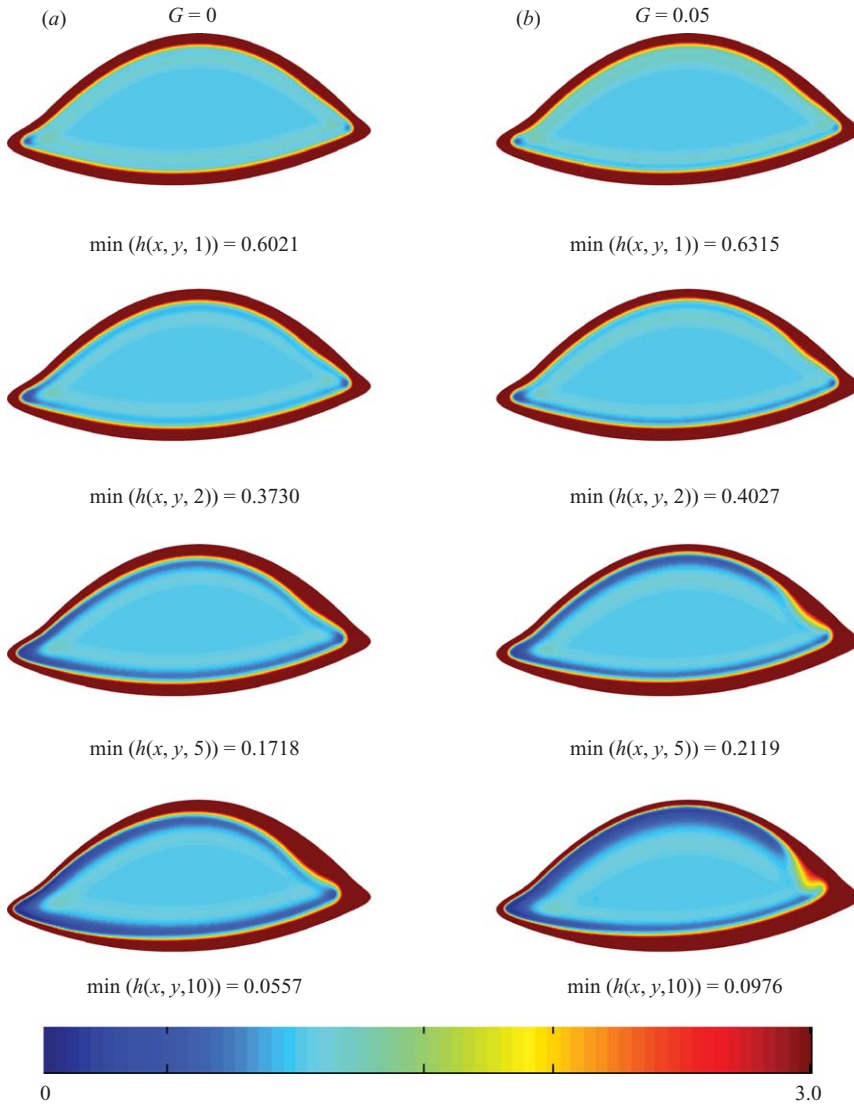 (a) G = 0
(b) G = 0.05
min (h(x, y, 1)) = 0.6021
min (h(x, y, 1)) = 0.6315
min (h(x, y, 2)) = 0.3730
min (h(x, y, 2)) = 0.4027
min (h(x, y, 5)) = 0.1718
min (h(x, y, 5)) = 0.2119
min (h(x, y,10)) = 0.0557
min (h(x, y,10)) = 0.0976
0 3.0